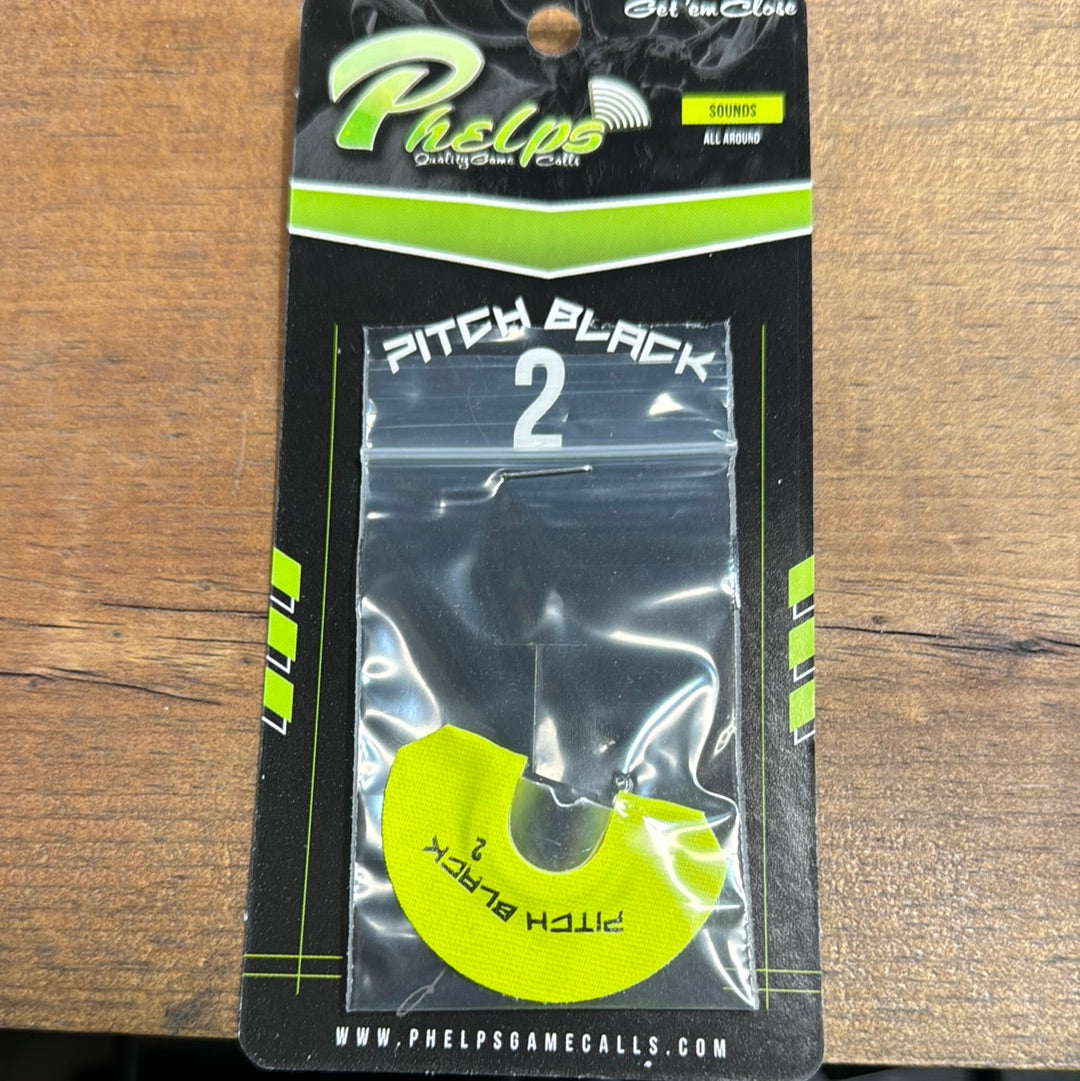 Get 'em Close
Phelps
Quality Game Calls
SOUNDS
ALL AROUND
PITCH BLACK
2
PITCH BLACK
2
WWW.PHELPSGAMECALLS.COM